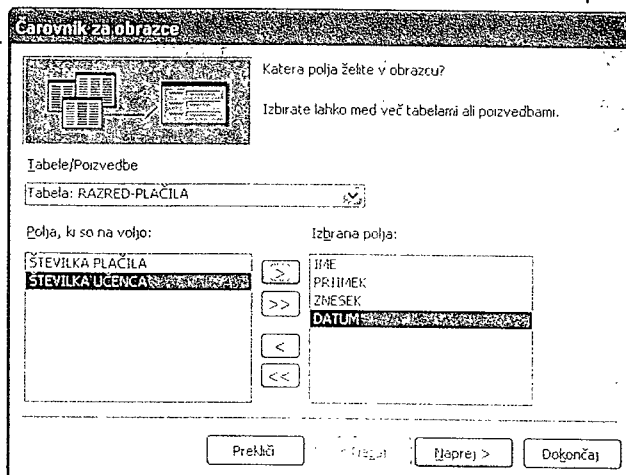 Čarovnik za obrazce
Katera polja želite v obrazcu?
Izbirate lahko med več tabelami ali poizvedbami.
Tabele/Poizvedbe
Tabela: RAZRED-PLAČILA
Polja, ki so na voljo:
Izbrana polja:
ŠTEVILKA PLAČILA
ŠTEVILKA UČENCA
>
>>
<
<<
IME
PRIIMEK
ZNESEK
DATUM
Prekliči
Naprej >
Dokončaj